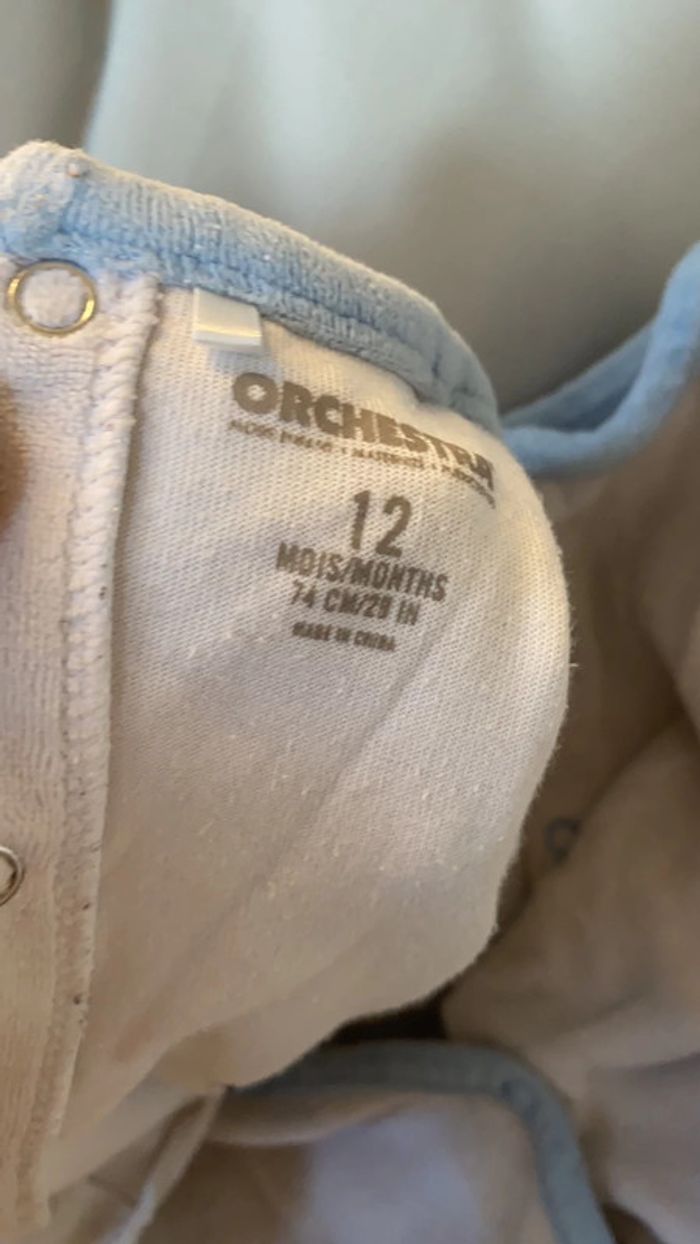 ORCHESTRA
12
MOIS/MONTHS
74 CM/29 IN
MADE IN CHINA